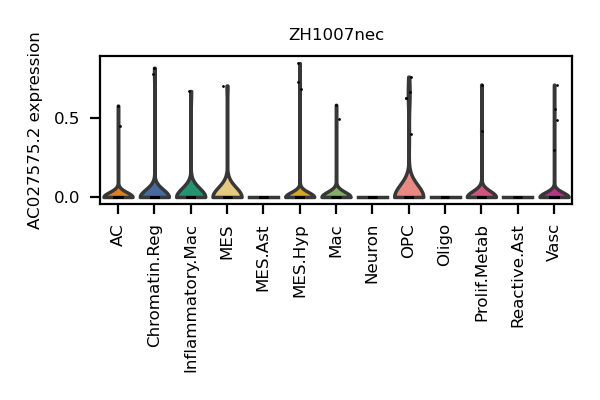 ZH1007nec
AC027575.2 expression
0.5
0.0
AC
Chromatin.Reg
Inflammatory.Mac
MES
MES.Ast
MES.Hyp
Mac
Neuron
OPC
Oligo
Prolif.Metab
Reactive.Ast
Vasc